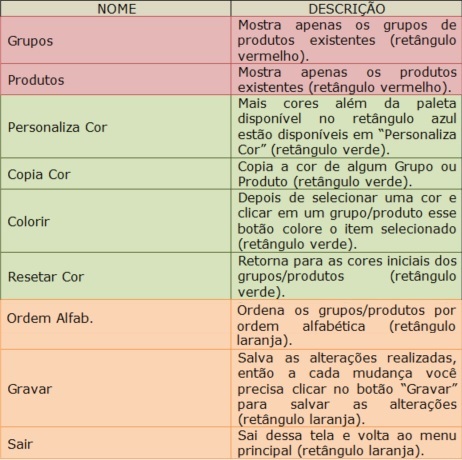 NOME DESCRIÇÃO
Grupos
Mostra apenas os grupos de
produtos existentes (retângulo
vermelho).
Produtos
Mostra apenas os produtos
existentes (retângulo vermelho).
Personaliza Cor
Mais cores além da paleta
disponível no retângulo azul
estão disponíveis em “Personaliza
Cor” (retângulo verde).
Copia Cor
Copia a cor de algum Grupo ou
Produto (retângulo verde).
Colorir
Depois de selecionar uma cor e
clicar em um grupo/produto esse
botão colore o item selecionado
(retângulo verde).
Resetar Cor
Retorna para as cores iniciais dos
grupos/produtos (retângulo
verde).
Ordem Alfab.
Ordena os grupos/produtos por
ordem alfabética (retângulo
laranja).
Gravar
Salva as alterações realizadas,
então a cada mudança você
precisa clicar no botão “Gravar”
para salvar as alterações
(retângulo laranja).
Sair
Sai dessa tela e volta ao menu
principal (retângulo laranja).